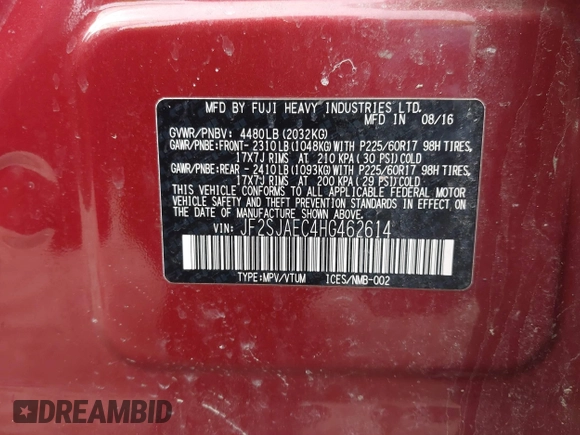 MFD BY FUJI HEAVY INDUSTRIES LTD.
MFD IN 08/16
GVWR/PNBV: 4480LB(2032KG)
GAWR/PNBE:FRONT-2310LB(1048KG)WITH P225/60R17 98H TIRES,
17X7J RIMS AT 210 KPA(30 PSI)COLD
GAWR/PNBE:REAR -2410LB(1093KG)WITH P225/60R17 98H TIRES,
17X7J RIMS AT 200 KPA(29 PSI)COLD
THIS VEHICLE CONFORMS TO ALL APPLICABLE FEDERAL MOTOR
VEHICLE SAFETY AND THEFT PREVENTION STANDARDS IN
EFFECT ON THE DATE OF MANUFACTURE SHOWN ABOVE.
VIN: JF2SJAEC4HG462614
TYPE:MPV/VTUM ICES/NMB-002
DREAMBID